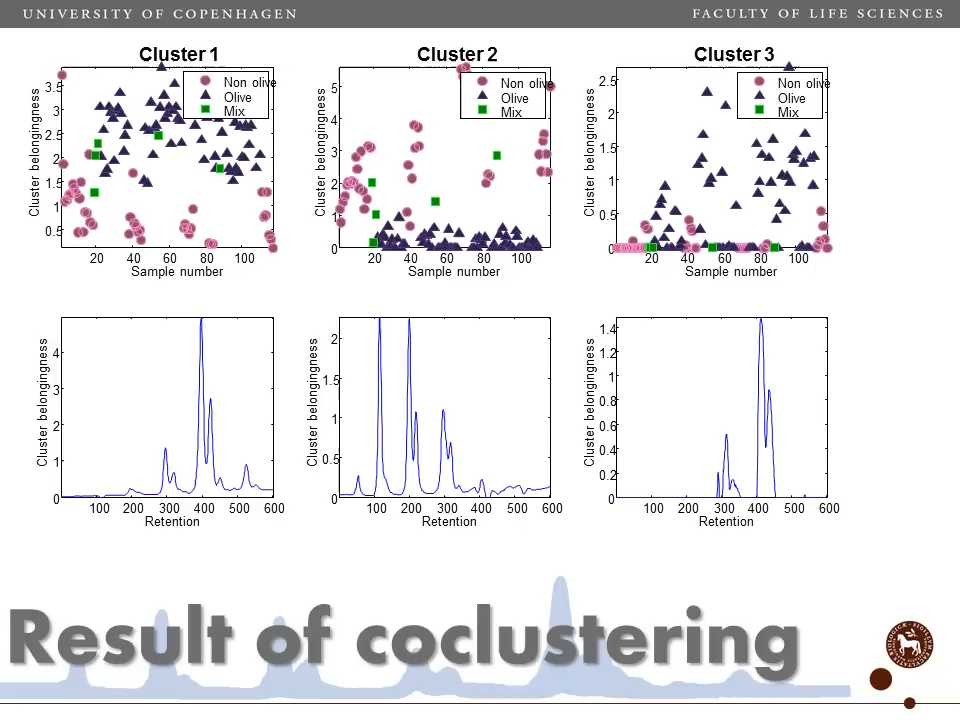 UNIVERSITY OF COPENHAGEN
FACULTY OF LIFE SCIENCES
Cluster 1
Cluster belongingness
3.5
3
2.5
2
1.5
1
0.5
20 40 60 80 100
Sample number
Non olive
Olive
Mix
Cluster 2
Cluster belongingness
5
4
3
2
1
0
20 40 60 80 100
Sample number
Non olive
Olive
Mix
Cluster 3
Cluster belongingness
2.5
2
1.5
1
0.5
0
20 40 60 80 100
Sample number
Non olive
Olive
Mix
Cluster belongingness
4
3
2
1
0
100 200 300 400 500 600
Retention
Cluster belongingness
2
1.5
1
0.5
0
100 200 300 400 500 600
Retention
Cluster belongingness
1.4
1.2
1
0.8
0.6
0.4
0.2
0
100 200 300 400 500 600
Retention
Result of coclustering